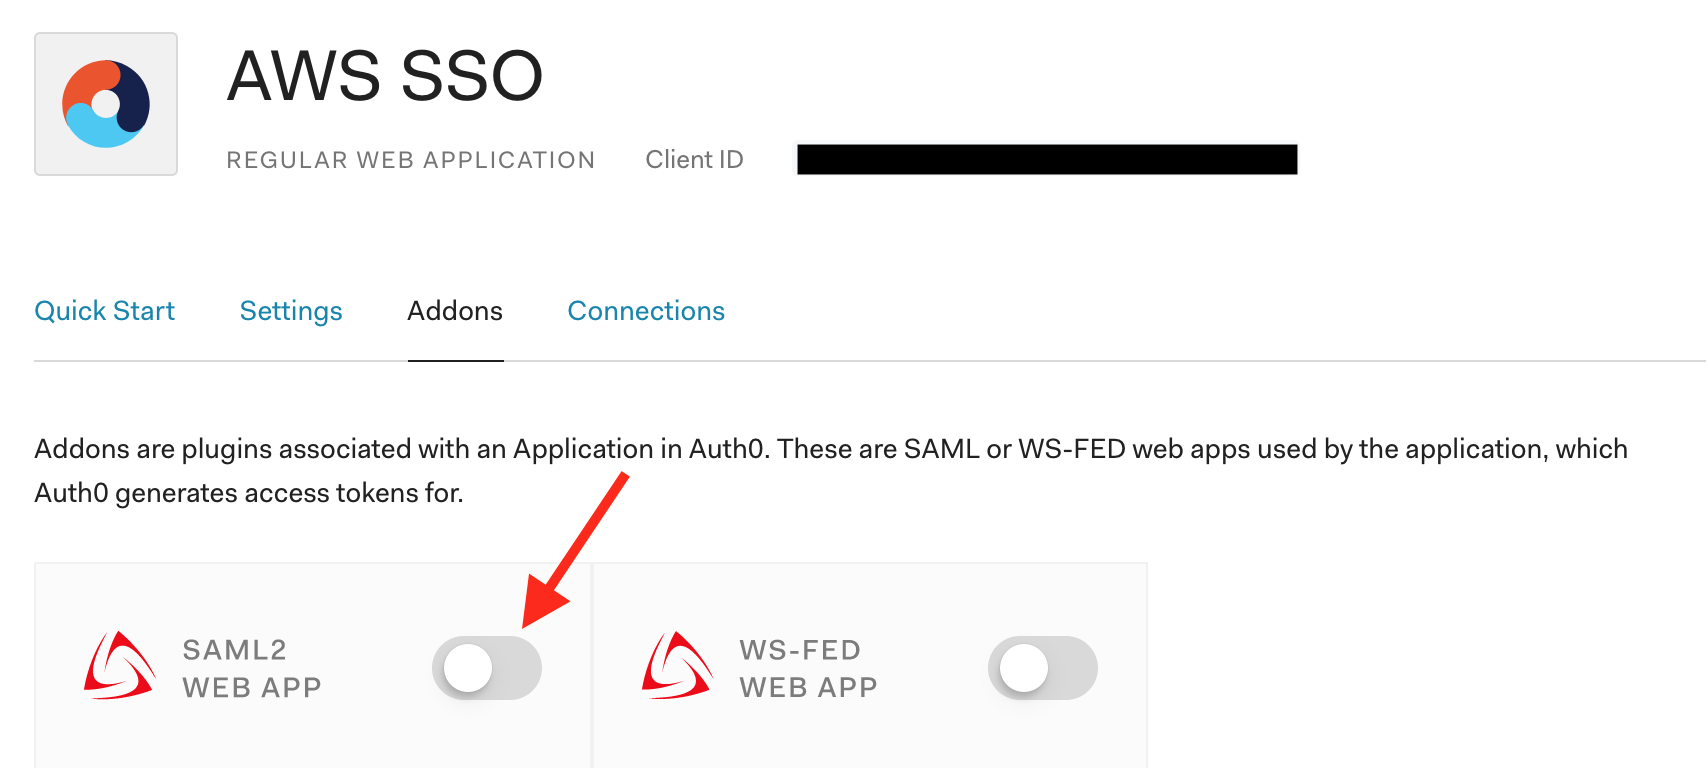 AWS SSO
REGULAR WEB APPLICATION Client ID
Quick Start Settings Addons Connections
Addons are plugins associated with an Application in Auth0. These are SAML or WS-FED web apps used by the application, which
Auth0 generates access tokens for.
SAML2
WEB APP
WS-FED
WEB APP